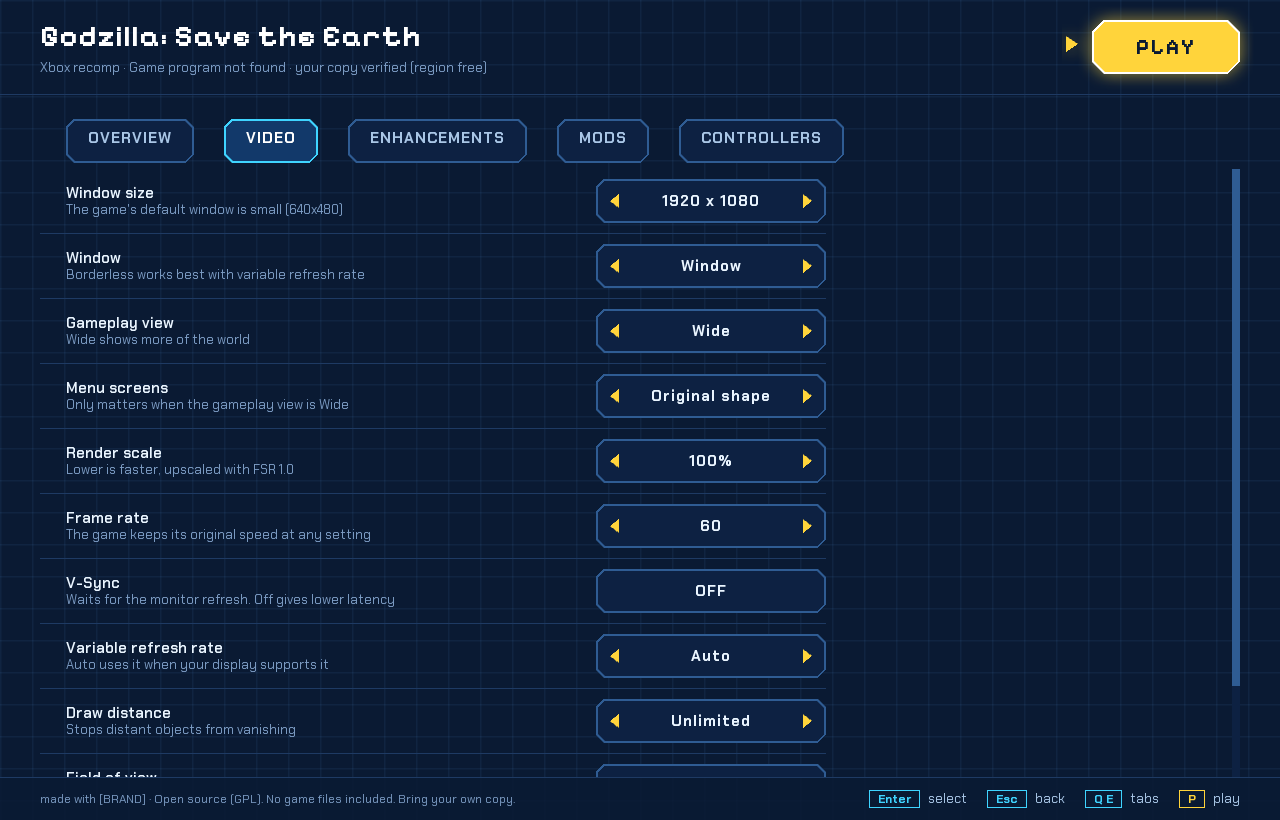 Godzilla: Save the Earth
Xbox recomp · Game program not found · your copy verified (region free)
PLAY
OVERVIEW
VIDEO
ENHANCEMENTS
MODS
CONTROLLERS
Window size
The game's default window is small (640x480)
1920 x 1080
Window
Borderless works best with variable refresh rate
Window
Gameplay view
Wide shows more of the world
Wide
Menu screens
Only matters when the gameplay view is Wide
Original shape
Render scale
Lower is faster, upscaled with FSR 1.0
100%
Frame rate
The game keeps its original speed at any setting
60
V-Sync
Waits for the monitor refresh. Off gives lower latency
OFF
Variable refresh rate
Auto uses it when your display supports it
Auto
Draw distance
Stops distant objects from vanishing
Unlimited
Field of view
made with [BRAND] · Open source (GPL). No game files included. Bring your own copy.
Enter select
Esc back
Q E tabs
P play